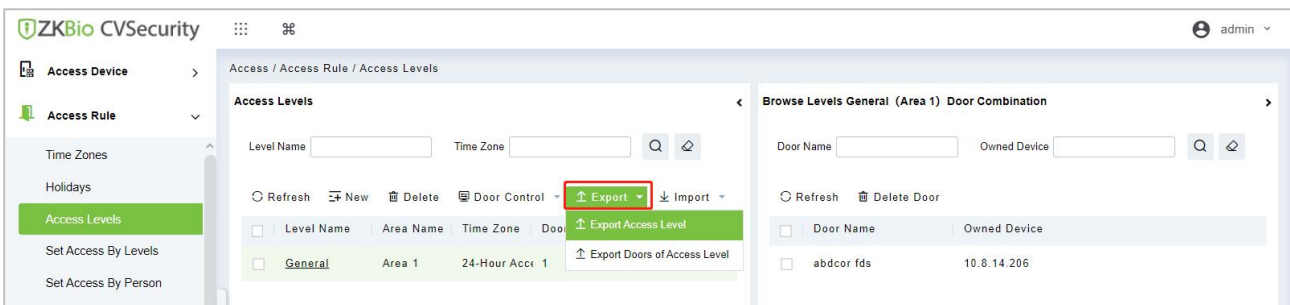 ZKBio CVSecurity
admin
Access Device
Access Rule
Time Zones
Holidays
Access Levels
Set Access By Levels
Set Access By Person
Access / Access Rule / Access Levels
Access Levels
Level Name Time Zone
Refresh New Delete Door Control Export Import
Export Access Level
Export Doors of Access Level
Level Name Area Name Time Zone
General Area 1 24-Hour 1
Browse Levels General (Area 1) Door Combination
Door Name Owned Device
Refresh Delete Door
Door Name Owned Device
abdcor fds 10.8.14.206